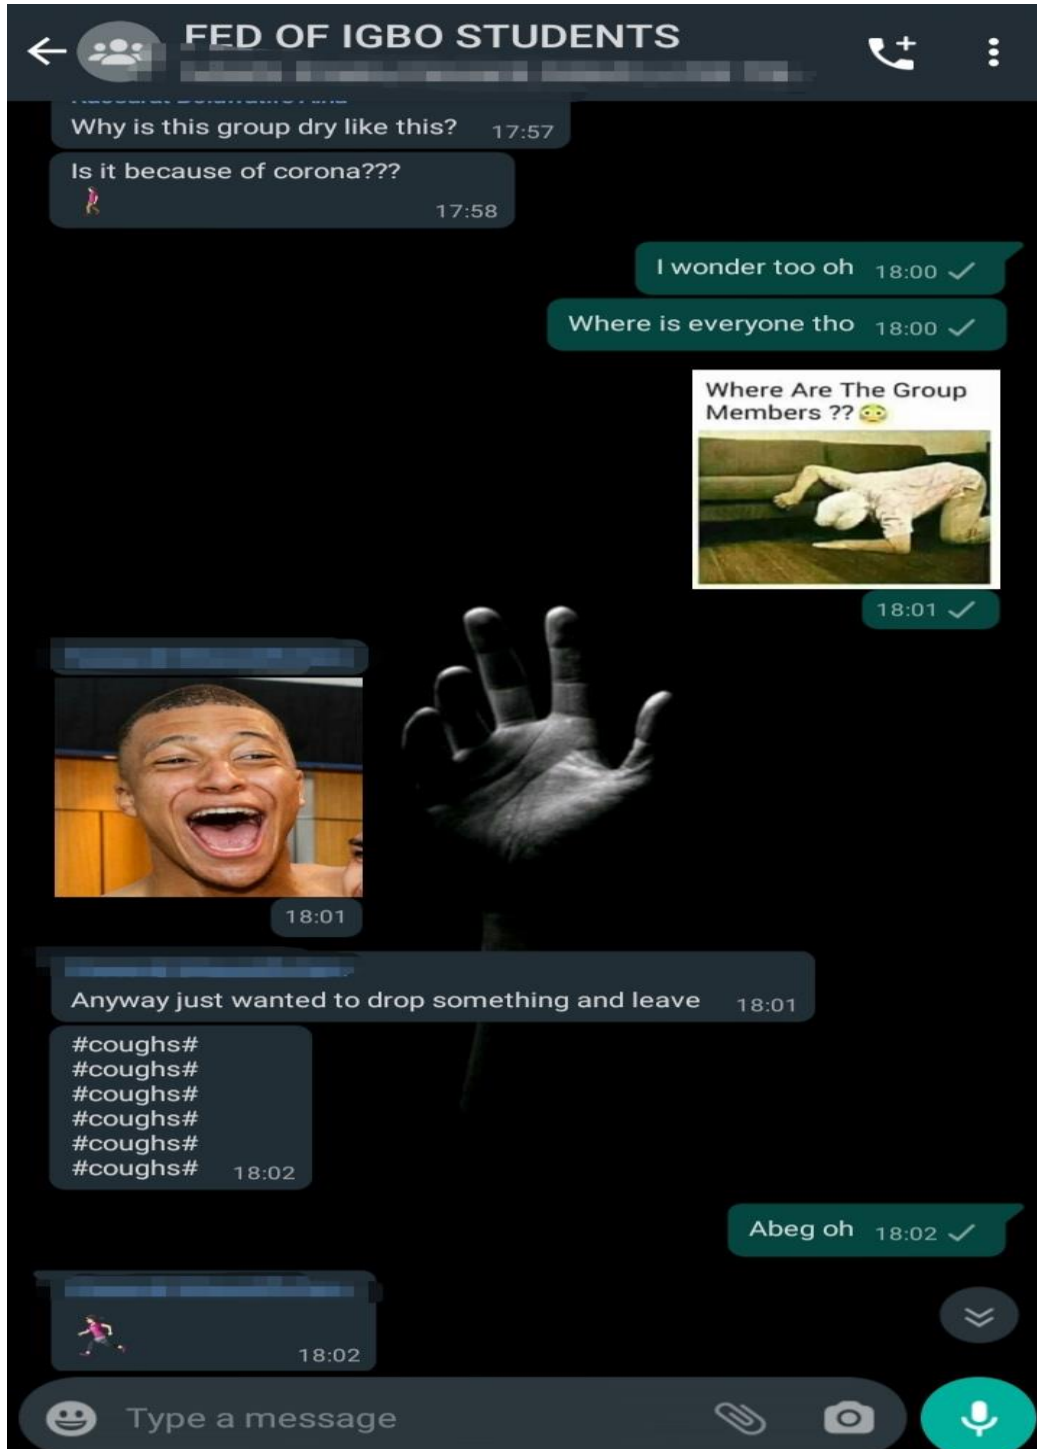 FED OF IGBO STUDENTS
Why is this group dry like this? 17:57
Is it because of corona???
17:58
I wonder too oh 18:00
Where is everyone tho 18:00
Where Are The Group
Members ??
18:01
18:01
Anyway just wanted to drop something and leave 18:01
#coughs#
#coughs#
#coughs#
#coughs#
#coughs#
#coughs# 18:02
Abeg oh 18:02
18:02
Type a message